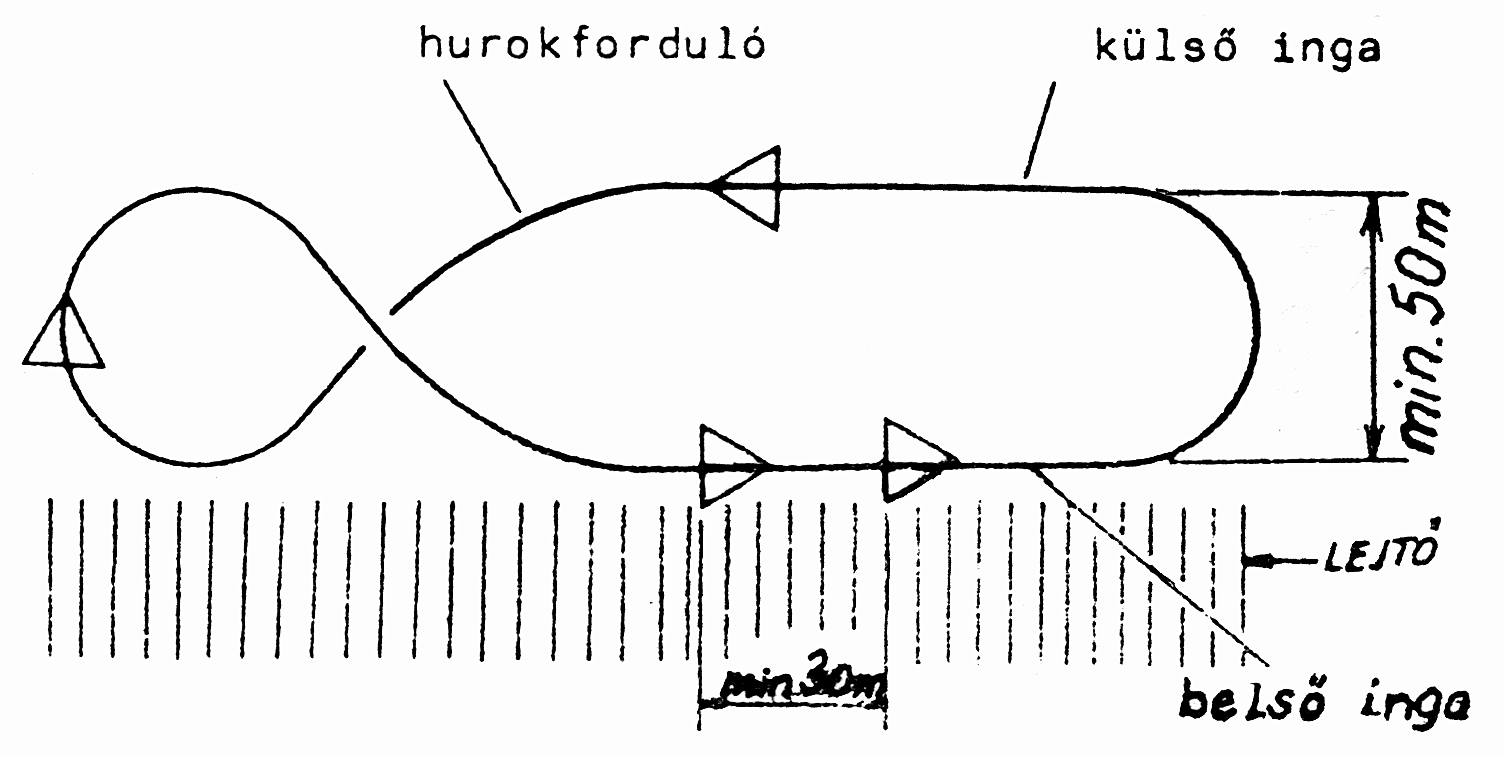 hurokforduló
külső inga
min. 50m
LEJTŐ
min 30m
belső inga